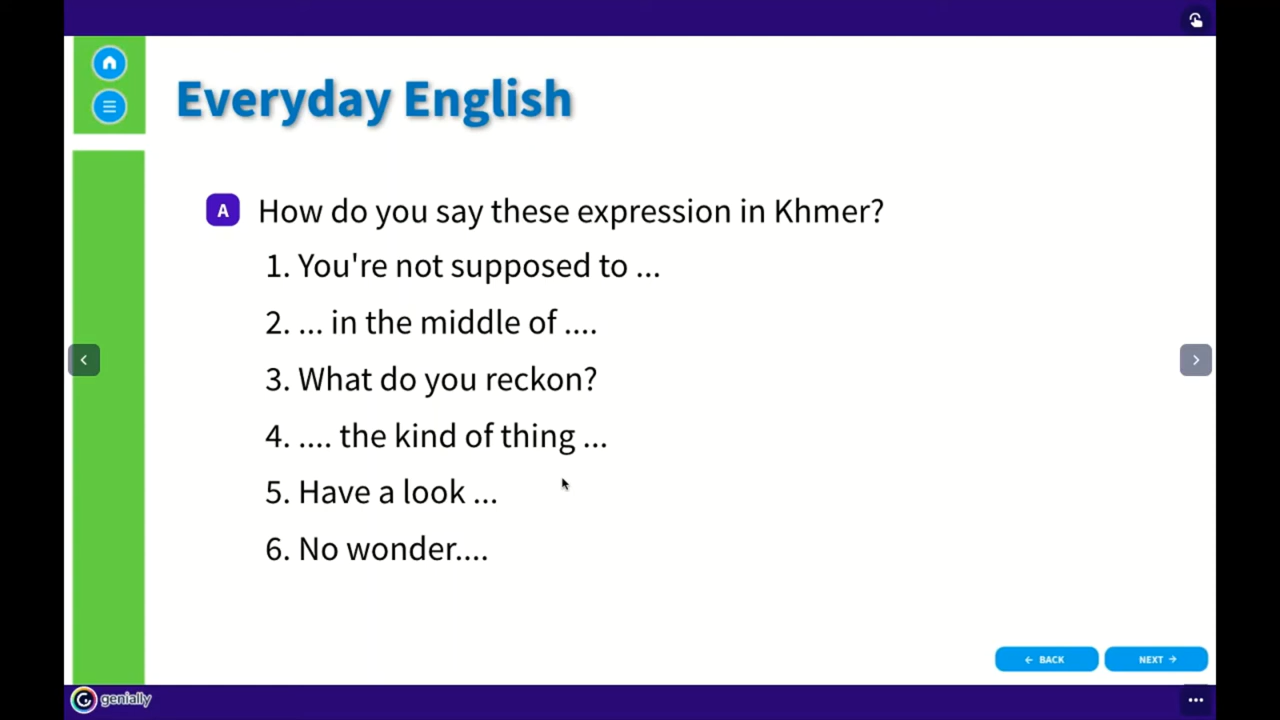 Everyday English
A How do you say these expression in Khmer?
1. You're not supposed to ...
2. ... in the middle of ....
3. What do you reckon?
4. .... the kind of thing ...
5. Have a look ...
6. No wonder....
← BACK NEXT →
genially